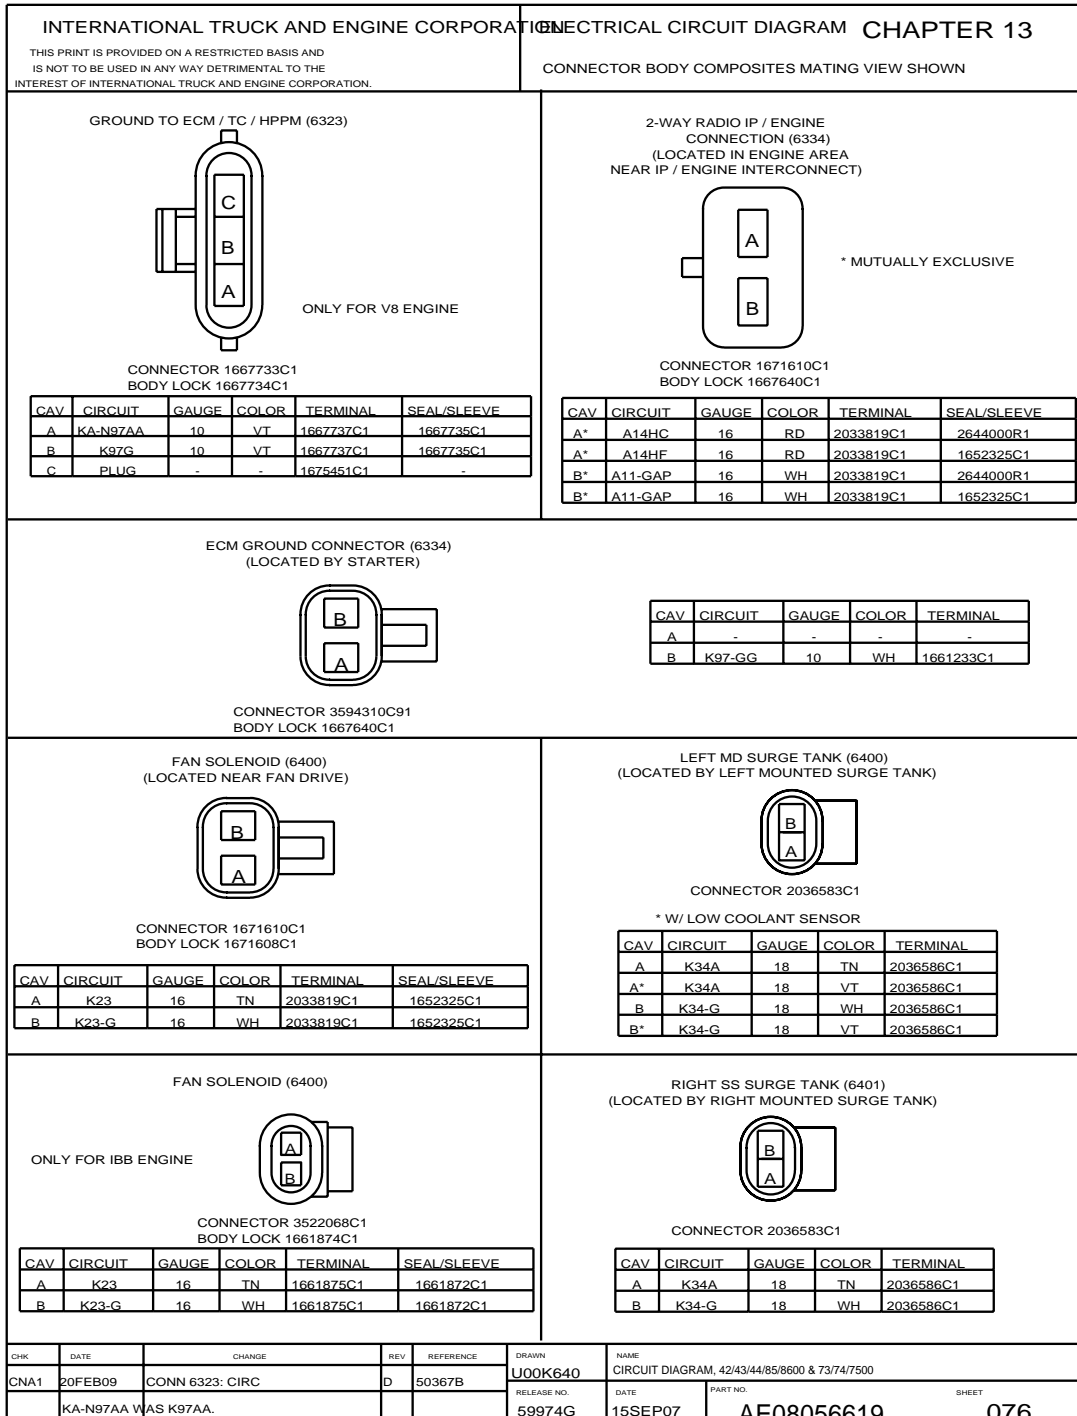 INTERNATIONAL TRUCK AND ENGINE CORPORATION
THIS PRINT IS PROVIDED ON A RESTRICTED BASIS AND
IS NOT TO BE USED IN ANY WAY DETRIMENTAL TO THE
INTEREST OF INTERNATIONAL TRUCK AND ENGINE CORPORATION.
ELECTRICAL CIRCUIT DIAGRAM CHAPTER 13
CONNECTOR BODY COMPOSITES MATING VIEW SHOWN
GROUND TO ECM / TC / HPPM (6323)
C
B
A
ONLY FOR V8 ENGINE
CONNECTOR 1667733C1
BODY LOCK 1667734C1
CAV CIRCUIT GAUGE COLOR TERMINAL SEAL/SLEEVE
A KA-N97AA 10 VT 1667737C1 1667735C1
B K97G 10 VT 1667737C1 1667735C1
C PLUG - - 1675451C1 -
2-WAY RADIO IP / ENGINE
CONNECTION (6334)
(LOCATED IN ENGINE AREA
NEAR IP / ENGINE INTERCONNECT)
A
B
* MUTUALLY EXCLUSIVE
CONNECTOR 1671610C1
BODY LOCK 1667640C1
CAV CIRCUIT GAUGE COLOR TERMINAL SEAL/SLEEVE
A* A14HC 16 RD 2033819C1 2644000R1
A* A14HF 16 RD 2033819C1 1652325C1
B* A11-GAP 16 WH 2033819C1 2644000R1
B* A11-GAP 16 WH 2033819C1 1652325C1
ECM GROUND CONNECTOR (6334)
(LOCATED BY STARTER)
B
A
CONNECTOR 3594310C91
BODY LOCK 1667640C1
CAV CIRCUIT GAUGE COLOR TERMINAL
A - - - -
B K97-GG 10 WH 1661233C1
FAN SOLENOID (6400)
(LOCATED NEAR FAN DRIVE)
B
A
CONNECTOR 1671610C1
BODY LOCK 1671608C1
CAV CIRCUIT GAUGE COLOR TERMINAL SEAL/SLEEVE
A K23 16 TN 2033819C1 1652325C1
B K23-G 16 WH 2033819C1 1652325C1
LEFT MD SURGE TANK (6400)
(LOCATED BY LEFT MOUNTED SURGE TANK)
B
A
CONNECTOR 2036583C1
* W/ LOW COOLANT SENSOR
CAV CIRCUIT GAUGE COLOR TERMINAL
A K34A 18 TN 2036586C1
A* K34A 18 VT 2036586C1
B K34-G 18 WH 2036586C1
B* K34-G 18 VT 2036586C1
FAN SOLENOID (6400)
ONLY FOR IBB ENGINE
A
B
CONNECTOR 3522068C1
BODY LOCK 1661874C1
CAV CIRCUIT GAUGE COLOR TERMINAL SEAL/SLEEVE
A K23 16 TN 1661875C1 1661872C1
B K23-G 16 WH 1661875C1 1661872C1
RIGHT SS SURGE TANK (6401)
(LOCATED BY RIGHT MOUNTED SURGE TANK)
B
A
CONNECTOR 2036583C1
CAV CIRCUIT GAUGE COLOR TERMINAL
A K34A 18 TN 2036586C1
B K34-G 18 WH 2036586C1
CHK DATE CHANGE REV REFERENCE
CNA1 20FEB09 CONN 6323: CIRC D 50367B
KA-N97AA WAS K97AA.
DRAWN
U00K640
NAME
CIRCUIT DIAGRAM, 42/43/44/85/8600 & 73/74/7500
RELEASE NO.
59974G
DATE
15SEP07
PART NO.
AE08056619
SHEET
076